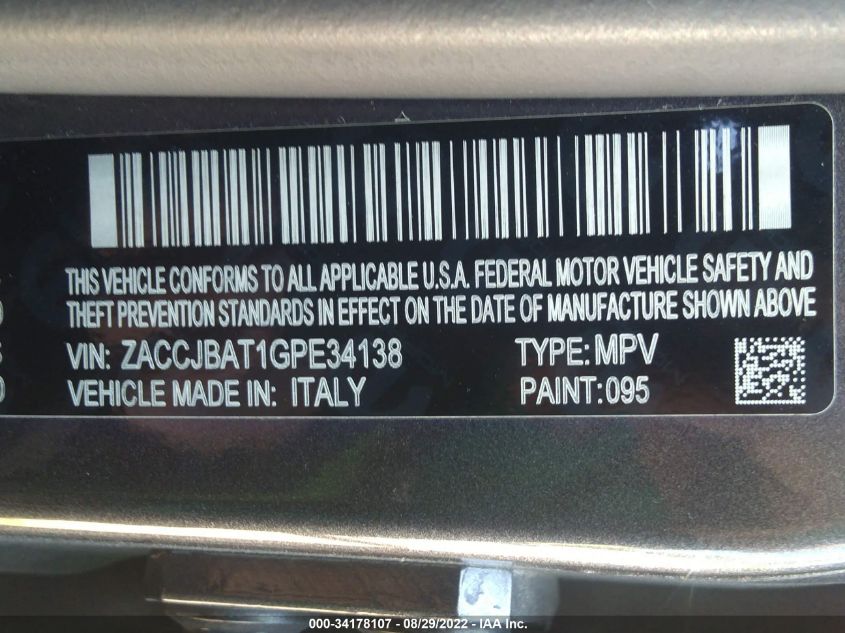 THIS VEHICLE CONFORMS TO ALL APPLICABLE U.S.A. FEDERAL MOTOR VEHICLE SAFETY AND
THEFT PREVENTION STANDARDS IN EFFECT ON THE DATE OF MANUFACTURE SHOWN ABOVE
VIN: ZACCJBAT1GPE34138 TYPE: MPV
VEHICLE MADE IN: ITALY PAINT:095
000-34178107 - 08/29/2022 - IAA Inc.